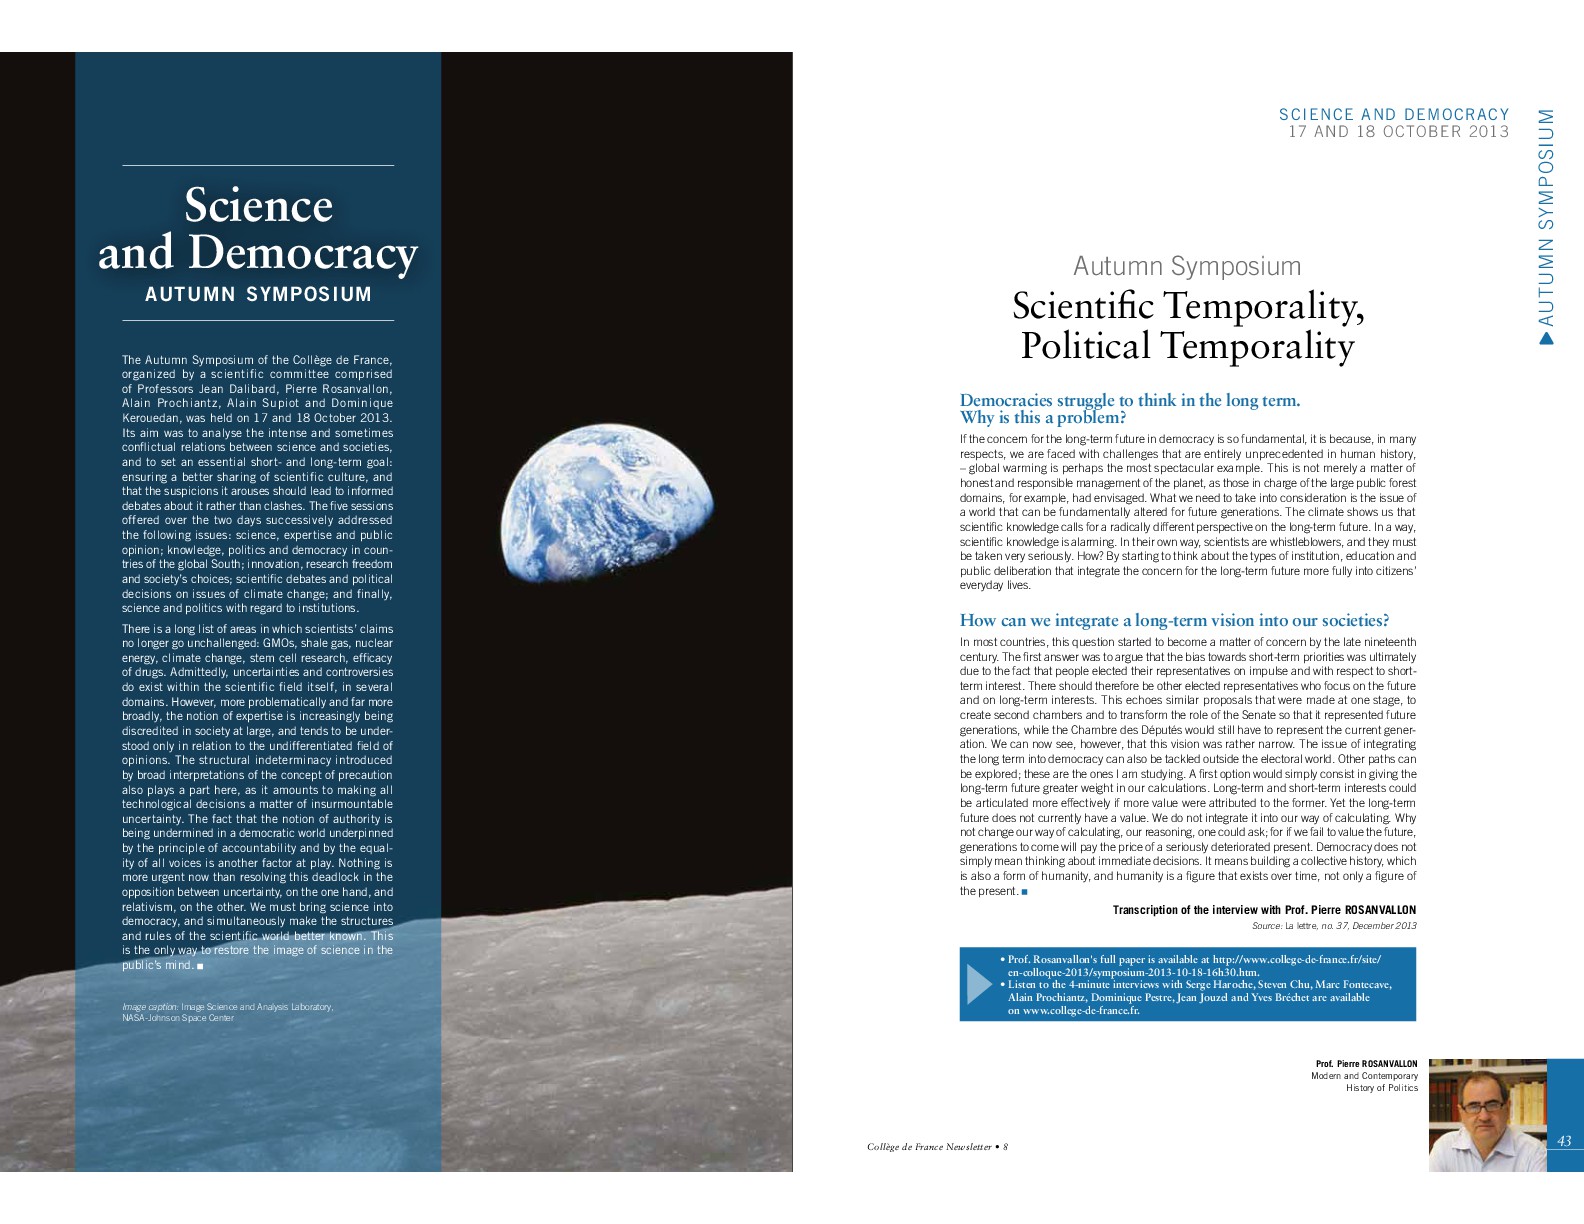 Science
and Democracy
AUTUMN SYMPOSIUM
The Autumn Symposium of the Collège de France,
organized by a scientific committee comprised
of Professors Jean Dalibard, Pierre Rosanvallon,
Alain Prochiantz, Alain Supiot and Dominique
Kerouedan, was held on 17 and 18 October 2013.
Its aim was to analyse the intense and sometimes
conflictual relations between science and societies,
and to set an essential short- and long-term goal:
ensuring a better sharing of scientific culture, and
that the suspicions it arouses should lead to informed
debates about it rather than clashes. The five sessions
offered over the two days successively addressed
the following issues: science, expertise and public
opinion; knowledge, politics and democracy in coun-
tries of the global South; innovation, research freedom
and society's choices; scientific debates and political
decisions on issues of climate change; and finally,
science and politics with regard to institutions.
There is a long list of areas in which scientists' claims
no longer go unchallenged: GMOs, shale gas, nuclear
energy, climate change, stem cell research, efficacy
of drugs. Admittedly, uncertainties and controversies
do exist within the scientific field itself, in several
domains. However, more problematically and far more
broadly, the notion of expertise is increasingly being
discredited in society at large, and tends to be under-
stood only in relation to the undifferentiated field of
opinions. The structural indeterminacy introduced
by broad interpretations of the concept of precaution
also plays a part here, as it amounts to making all
technological decisions a matter of insurmountable
uncertainty. The fact that the notion of authority is
being undermined in a democratic world underpinned
by the principle of accountability and by the equal-
ity of all voices is another factor at play. Nothing is
more urgent now than resolving this deadlock in the
opposition between uncertainty, on the one hand, and
relativism, on the other. We must bring science into
democracy, and simultaneously make the structures
and rules of the scientific world better known. This
is the only way to restore the image of science in the
public's mind. ■
Image caption: Image Science and Analysis Laboratory,
NASA-Johnson Space Center
SCIENCE AND DEMOCRACY
17 AND 18 OCTOBER 2013
AUTUMN SYMPOSIUM
Autumn Symposium
Scientific Temporality,
Political Temporality
Democracies struggle to think in the long term.
Why is this a problem?
If the concern for the long-term future in democracy is so fundamental, it is because, in many
respects, we are faced with challenges that are entirely unprecedented in human history,
– global warming is perhaps the most spectacular example. This is not merely a matter of
honest and responsible management of the planet, as those in charge of the large public forest
domains, for example, had envisaged. What we need to take into consideration is the issue of
a world that can be fundamentally altered for future generations. The climate shows us that
scientific knowledge calls for a radically different perspective on the long-term future. In a way,
scientific knowledge is alarming. In their own way, scientists are whistleblowers, and they must
be taken very seriously. How? By starting to think about the types of institution, education and
public deliberation that integrate the concern for the long-term future more fully into citizens'
everyday lives.
How can we integrate a long-term vision into our societies?
In most countries, this question started to become a matter of concern by the late nineteenth
century. The first answer was to argue that the bias towards short-term priorities was ultimately
due to the fact that people elected their representatives on impulse and with respect to short-
term interest. There should therefore be other elected representatives who focus on the future
and on long-term interests. This echoes similar proposals that were made at one stage, to
create second chambers and to transform the role of the Senate so that it represented future
generations, while the Chambre des Députés would still have to represent the current gener-
ation. We can now see, however, that this vision was rather narrow. The issue of integrating
the long term into democracy can also be tackled outside the electoral world. Other paths can
be explored; these are the ones I am studying. A first option would simply consist in giving the
long-term future greater weight in our calculations. Long-term and short-term interests could
be articulated more effectively if more value were attributed to the former. Yet the long-term
future does not currently have a value. We do not integrate it into our way of calculating. Why
not change our way of calculating, our reasoning, one could ask; for if we fail to value the future,
generations to come will pay the price of a seriously deteriorated present. Democracy does not
simply mean thinking about immediate decisions. It means building a collective history, which
is also a form of humanity, and humanity is a figure that exists over time, not only a figure of
the present. ■
Transcription of the interview with Prof. Pierre ROSANVALLON
Source: La lettre, no. 37, December 2013
• Prof. Rosanvallon's full paper is available at http://www.college-de-france.fr/site/
en-colloque-2013/symposium-2013-10-18-16h30.htm.
• Listen to the 4-minute interviews with Serge Haroche, Steven Chu, Marc Fontecave,
Alain Prochiantz, Dominique Pestre, Jean Jouzel and Yves Bréchet are available
on www.college-de-france.fr.
Prof. Pierre ROSANVALLON
Modern and Contemporary
History of Politics
Collège de France Newsletter • 8
43